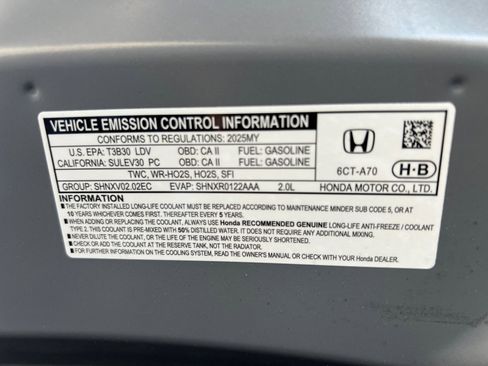 VEHICLE EMISSION CONTROL INFORMATION
CONFORMS TO REGULATIONS: 2025MY
U.S. EPA: T3B30 LDV OBD: CA II FUEL: GASOLINE
CALIFORNIA: SULEV30 PC OBD: CA II FUEL: GASOLINE
TWC, WR-HO2S, HO2S, SFI
GROUP: SHNXV02.02EC EVAP: SHNXR0122AAA 2.0L
HONDA
6CT-A70 H·B
HONDA MOTOR CO., LTD.
INFORMATION
■THE FACTORY INSTALLED LONG-LIFE COOLANT MUST BE REPLACED ACCORDING TO MAINTENANCE MINDER SUB CODE 5, OR AT
10 YEARS WHICHEVER COMES FIRST. THEREAFTER EVERY 5 YEARS.
■WHEN ADDING OR REPLACING THE COOLANT, ALWAYS USE Honda RECOMMENDED GENUINE LONG-LIFE ANTI-FREEZE / COOLANT
TYPE 2. THIS COOLANT IS PRE-MIXED WITH 50% DISTILLED WATER. IT DOES NOT REQUIRE ANY ADDITIONAL MIXING.
■NEVER DILUTE THE COOLANT, OR THE ENGINE LIFE MAY BE SERIOUSLY SHORTENED.
■CHECK OR ADD COOLANT AT THE RESERVE TANK, NOT THE RADIATOR.
■FOR FURTHER INFORMATION ON THE COOLING SYSTEM, READ THE OWNER'S MANUAL OR CHECK WITH YOUR HONDA DEALER.